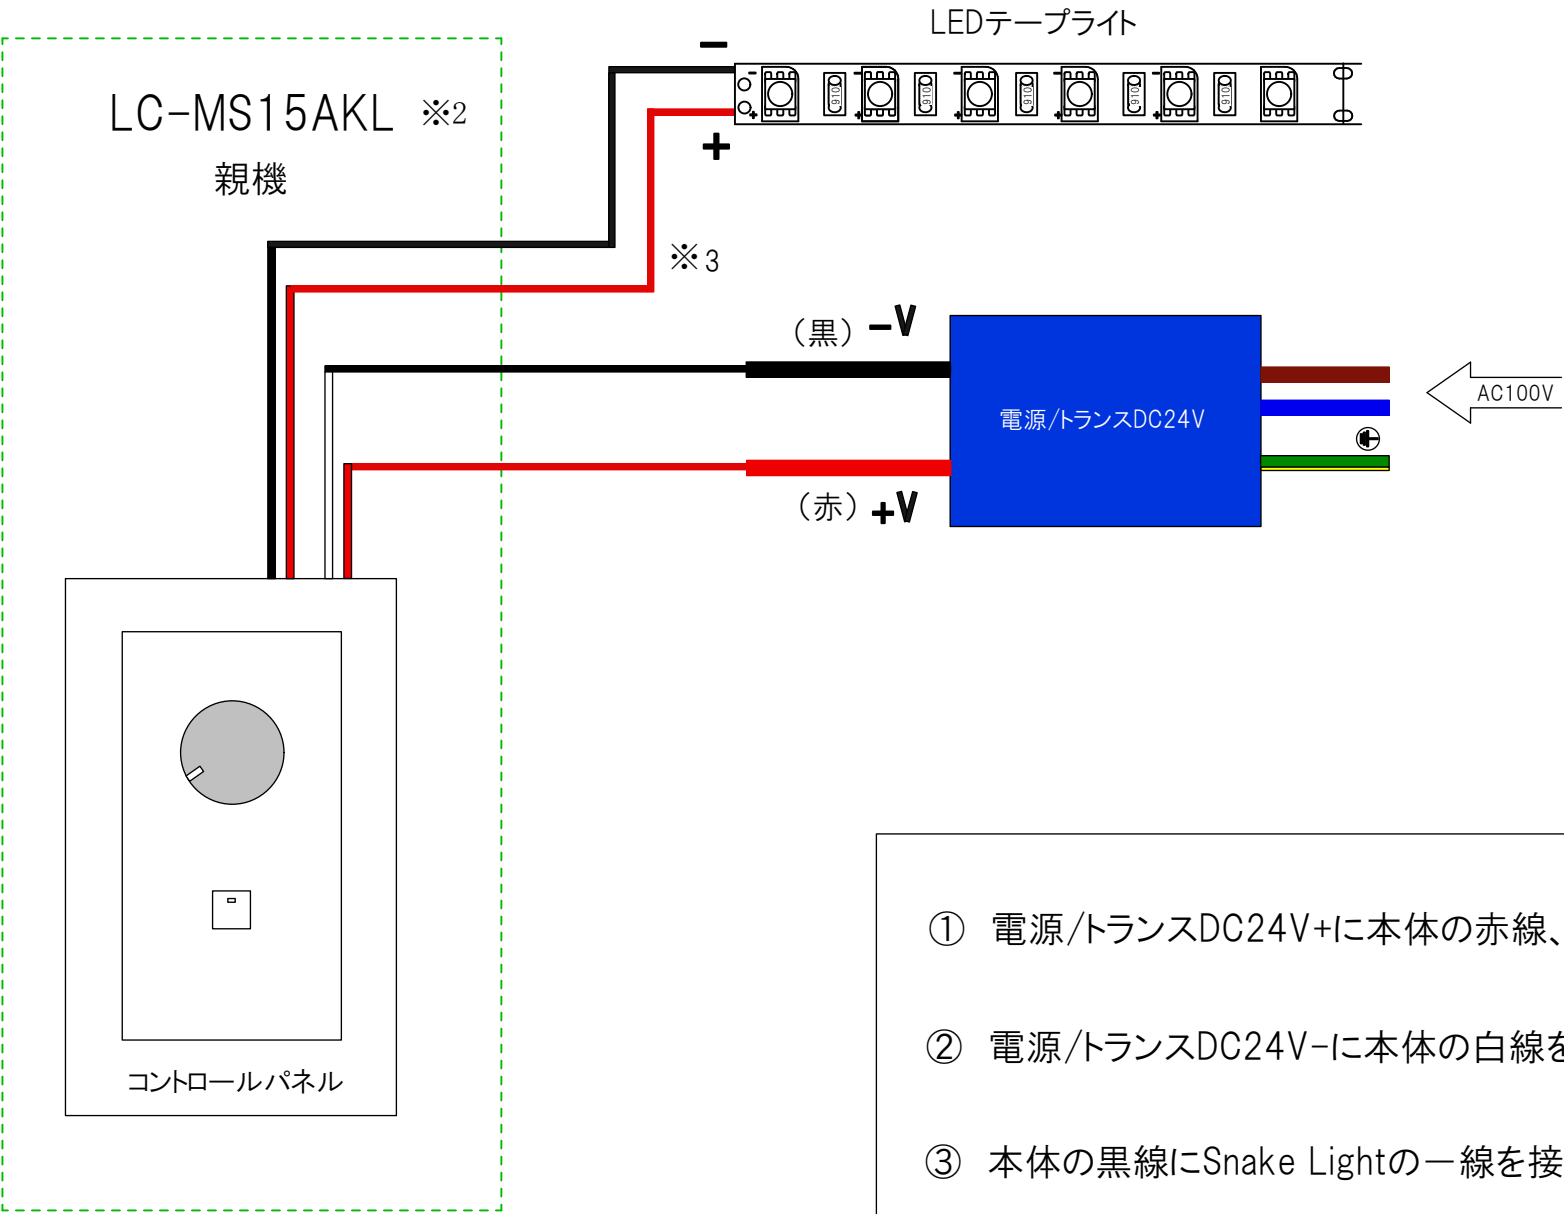 LEDテープライト
−
LC-MS15AKL ※2
親機
+
※3
(黒) −V
電源/トランスDC24V
AC100V
(赤) +V
コントロールパネル
① 電源/トランスDC24V+に本体の赤線、
② 電源/トランスDC24V-に本体の白線を
③ 本体の黒線にSnake Lightの−線を接